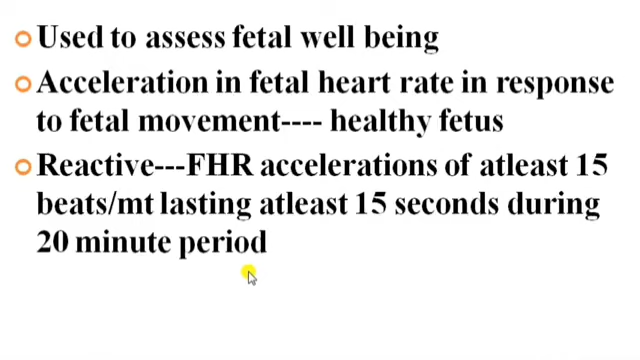 Used to assess fetal well being
Acceleration in fetal heart rate in response
to fetal movement---- healthy fetus
Reactive---FHR accelerations of atleast 15
beats/mt lasting atleast 15 seconds during
20 minute period